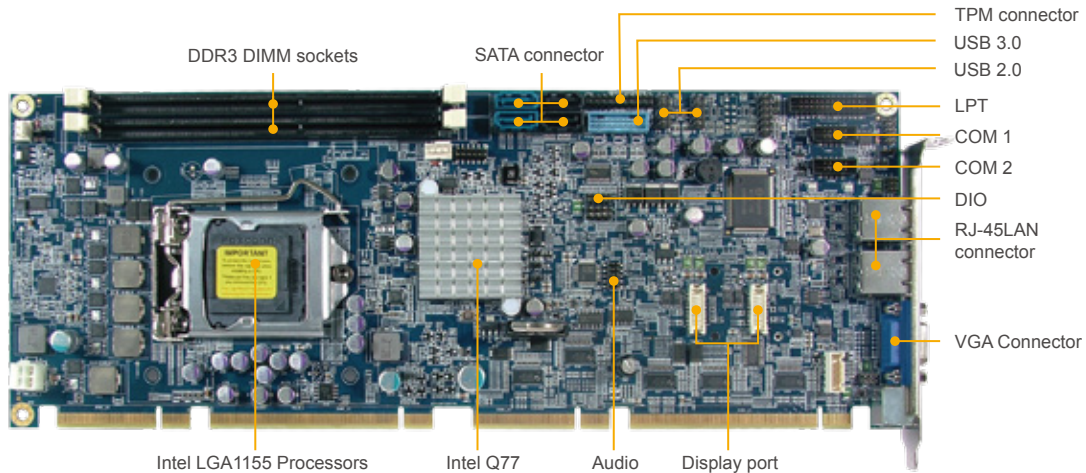 TPM connector
DDR3 DIMM sockets
SATA connector
USB 3.0
USB 2.0
LPT
COM 1
COM 2
DIO
RJ-45LAN
connector
IMPORTANT
VGA Connector
Intel LGA1155 Processors
Intel Q77
Audio
Display port